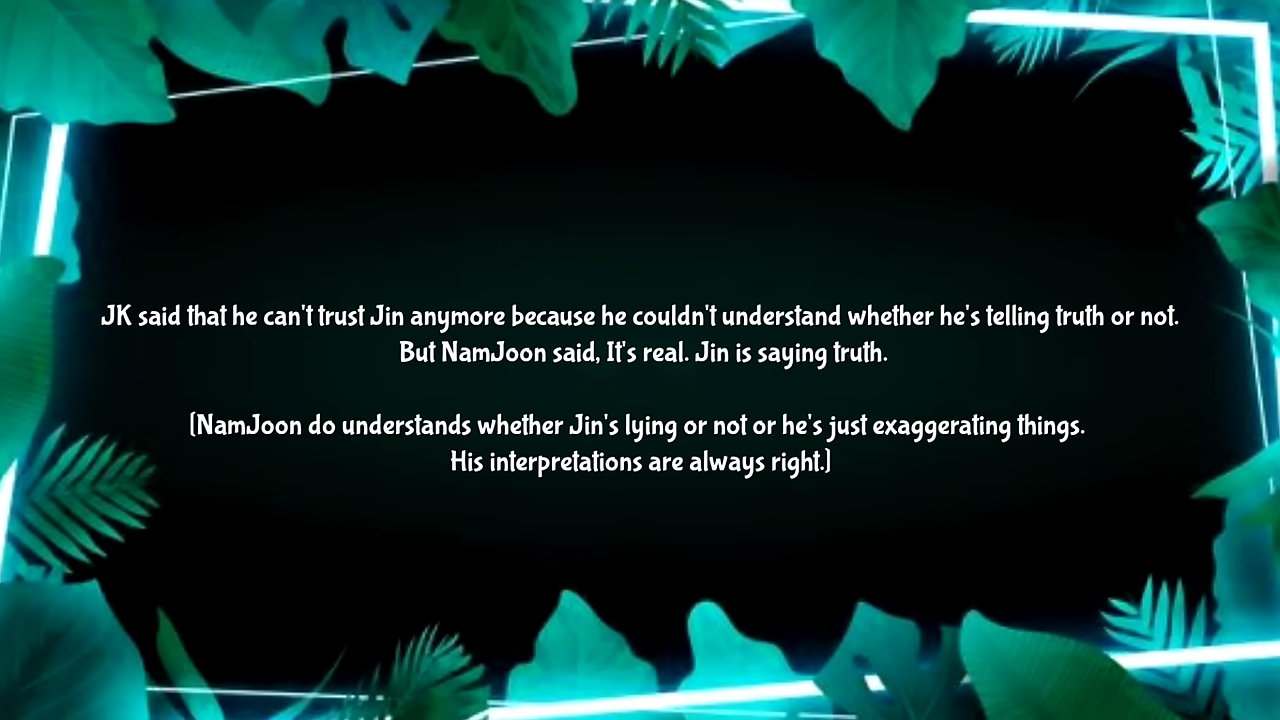 JK said that he can't trust Jin anymore because he couldn't understand whether he's telling truth or not.
But NamJoon said, It's real. Jin is saying truth.
(NamJoon do understands whether Jin's lying or not or he's just exaggerating things.
His interpretations are always right.)